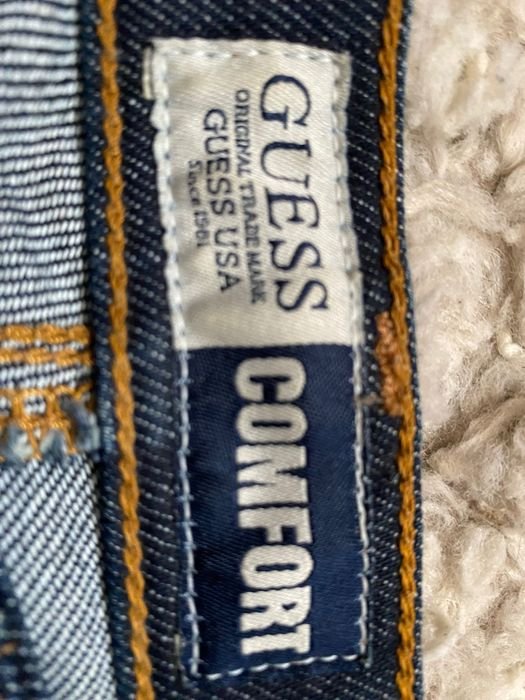 GUESS
ORIGINAL TRADE MARK
GUESS USA
Since 1981
COMFORT